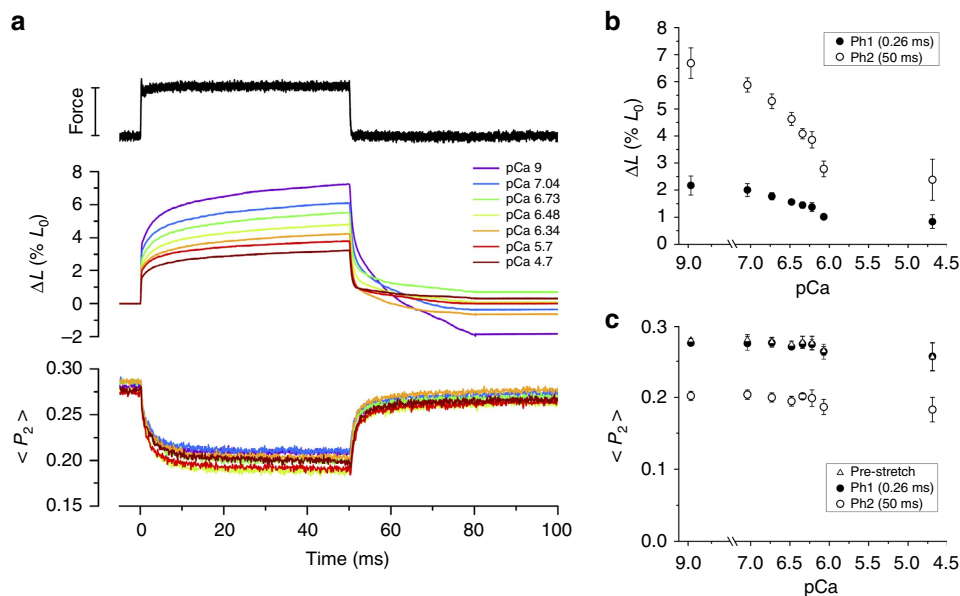 a
Force
ΔL (% L0)
8
6
4
2
0
−2
pCa 9
pCa 7.04
pCa 6.73
pCa 6.48
pCa 6.34
pCa 5.7
pCa 4.7
< P2 >
0.30
0.25
0.20
0.15
0
20
40
60
80
100
Time (ms)
b
ΔL (% L0)
8
7
6
5
4
3
2
1
0
Ph1 (0.26 ms)
Ph2 (50 ms)
9.0
7.0
6.5
6.0
5.5
5.0
4.5
pCa
c
< P2 >
0.3
0.2
0.1
0.0
Pre-stretch
Ph1 (0.26 ms)
Ph2 (50 ms)
9.0
7.0
6.5
6.0
5.5
5.0
4.5
pCa